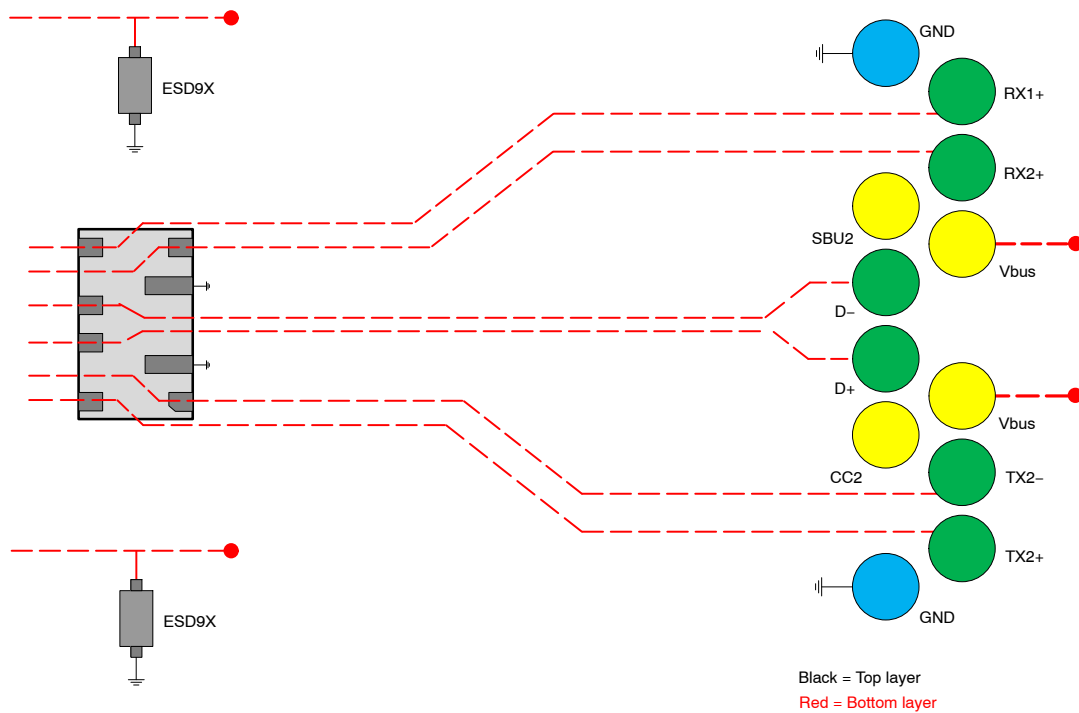 GND
ESD9X
RX1+
RX2+
SBU2
Vbus
D−
D+
Vbus
CC2
TX2−
TX2+
ESD9X
GND
Black = Top layer
Red = Bottom layer